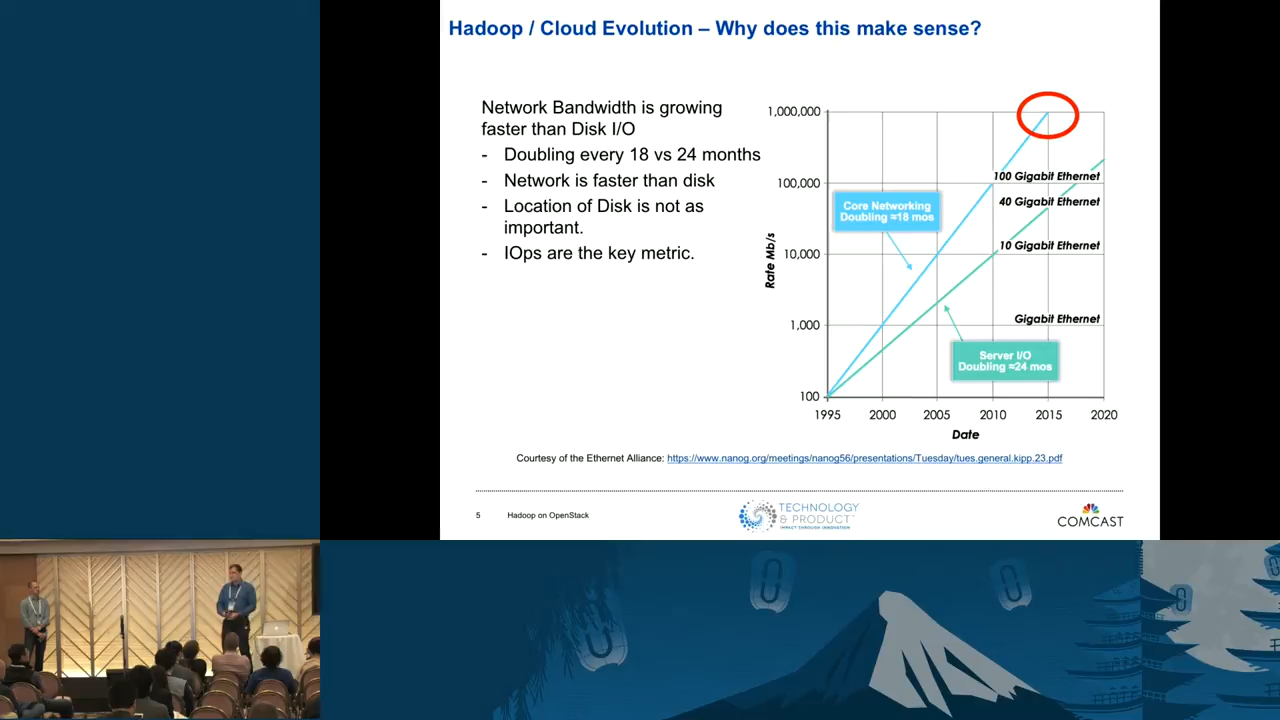 Hadoop / Cloud Evolution – Why does this make sense?
Network Bandwidth is growing
faster than Disk I/O
- Doubling every 18 vs 24 months
- Network is faster than disk
- Location of Disk is not as
important.
- IOps are the key metric.
1,000,000
100,000
10,000
1,000
100
Rate Mb/s
1995 2000 2005 2010 2015 2020
Date
100 Gigabit Ethernet
40 Gigabit Ethernet
10 Gigabit Ethernet
Gigabit Ethernet
Core Networking
Doubling ≈18 mos
Server I/O
Doubling ≈24 mos
Courtesy of the Ethernet Alliance: https://www.nanog.org/meetings/nanog56/presentations/Tuesday/tues.general.kipp.23.pdf
5 Hadoop on OpenStack
TECHNOLOGY
& PRODUCT
IMPACT THROUGH INNOVATION
COMCAST